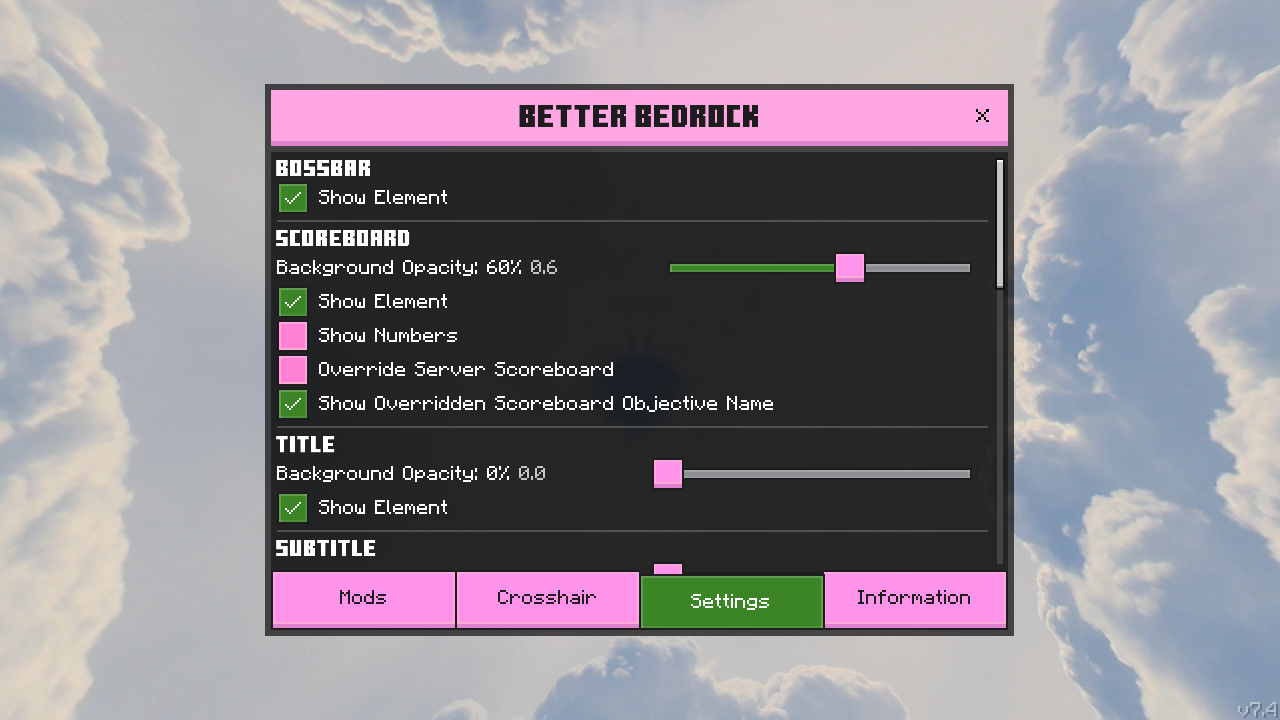 BETTER BEDROCK
BOSSBAR
Show Element
SCOREBOARD
Background Opacity: 60% 0.6
Show Element
Show Numbers
Override Server Scoreboard
Show Overridden Scoreboard Objective Name
TITLE
Background Opacity: 0% 0.0
Show Element
SUBTITLE
Mods Crosshair Settings Information
v7.4